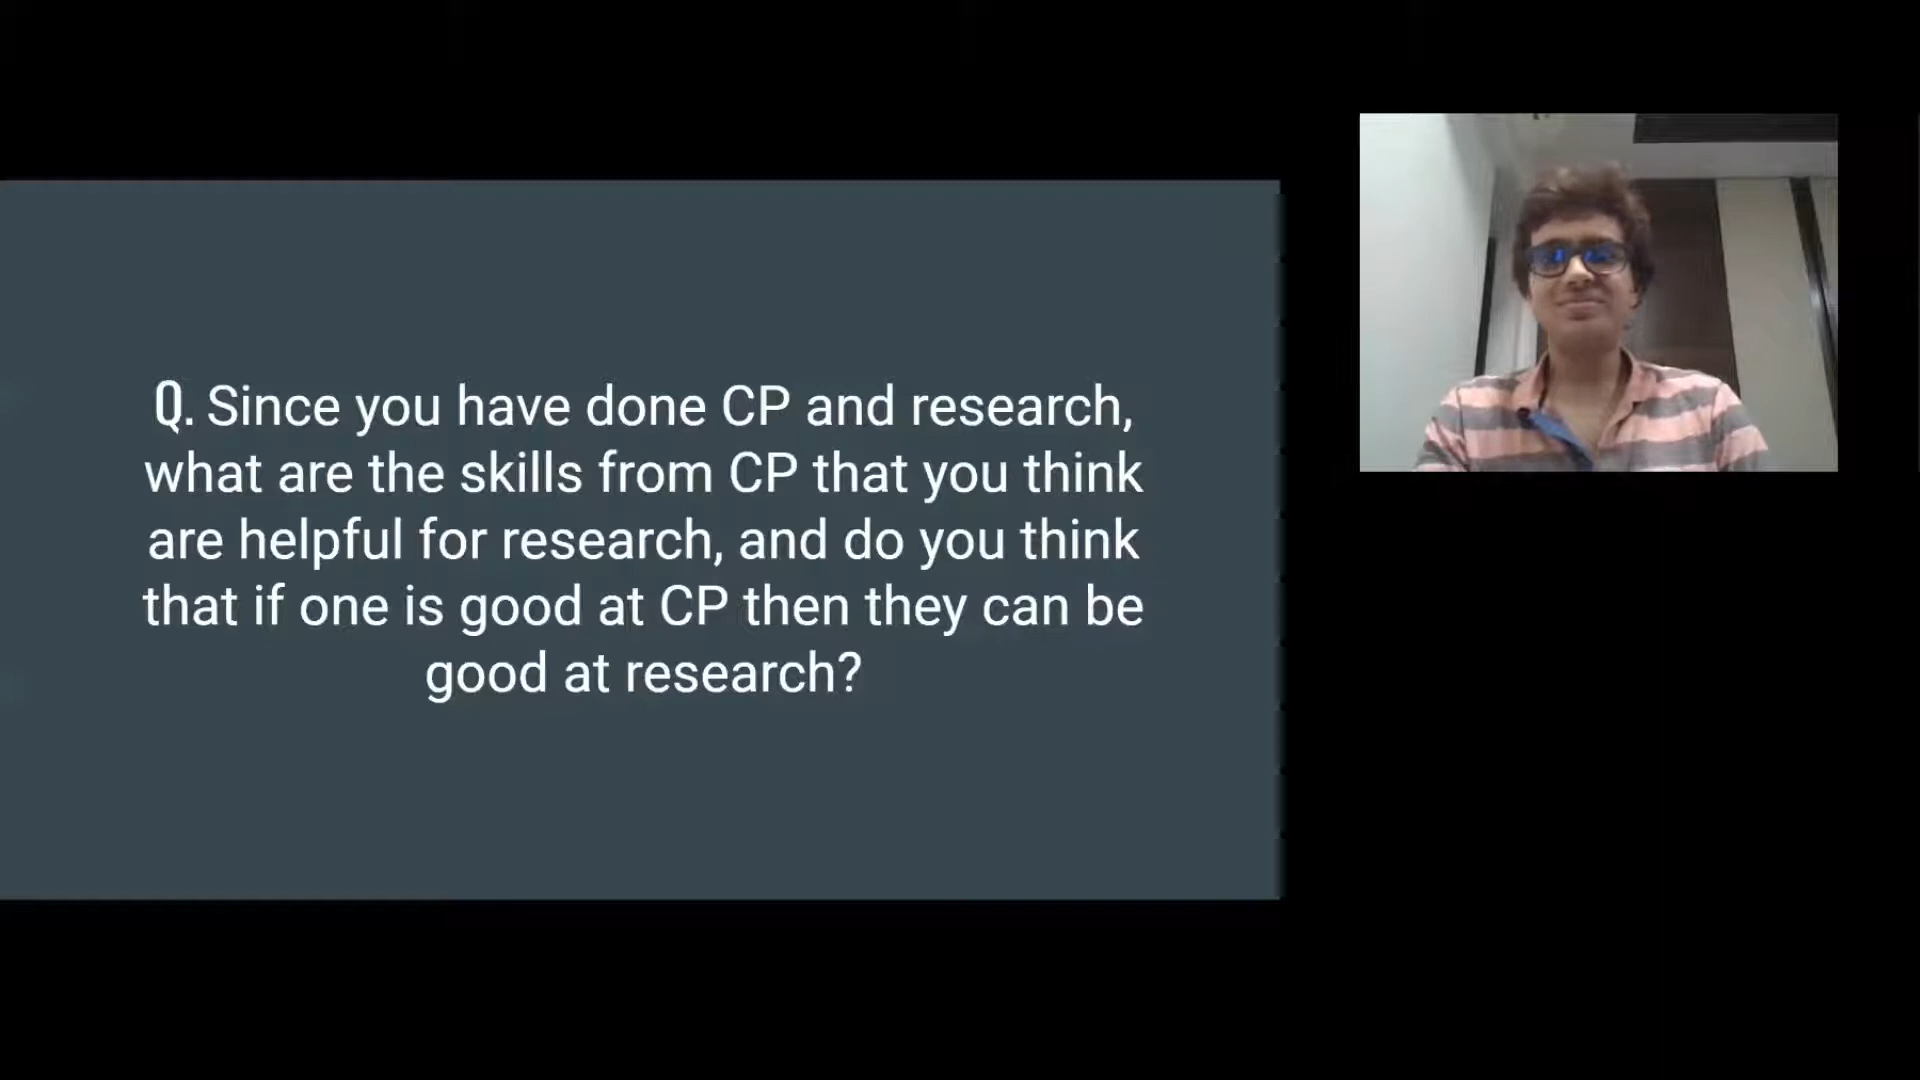 Q. Since you have done CP and research,
what are the skills from CP that you think
are helpful for research, and do you think
that if one is good at CP then they can be
good at research?